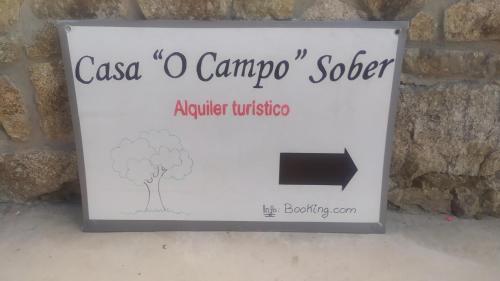 Casa "O Campo" Sober
Alquiler turístico
Info: Booking.com